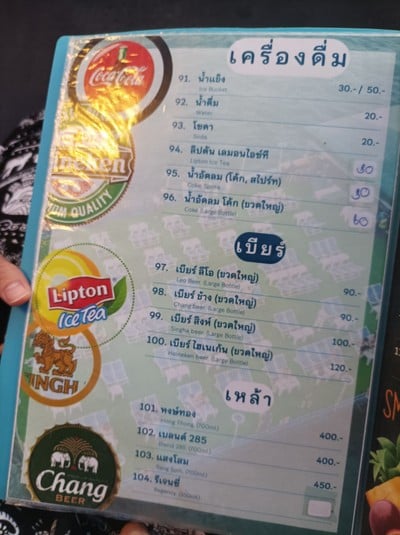 เครื่องดื่ม
91. น้ำแข็ง 30.- / 50.-
Ice Bucket
92. น้ำดื่ม 20.-
Water
93. โซดา 20.-
Soda
94. ลิปตัน เลมอนไอซ์ที
Lipton Ice Tea
95. น้ำอัดลม (โค้ก, สไปร์ท)
Coke, Sprite
96. น้ำอัดลม โค้ก (ขวดใหญ่) 60
Coke (Large Bottle)
เบียร์
97. เบียร์ ลีโอ (ขวดใหญ่) 90.-
Leo Beer (Large Bottle)
98. เบียร์ ช้าง (ขวดใหญ่) 90.-
Chang beer (Large Bottle)
99. เบียร์ สิงห์ (ขวดใหญ่) 100.-
Singha beer (Large Bottle)
100. เบียร์ ไฮเนเก้น (ขวดใหญ่) 120.-
Heineken beer (Large Bottle)
เหล้า
101. หงษ์ทอง 400.-
Hong Thong (700ml)
102. เบลนด์ 285 400.-
Blend 285 (700ml)
103. แสงโสม 450.-
Sang Som (700ml)
104. รีเจนซี่
Regency (350ml)
Coca-Cola
Heineken
UM QUALITY
Lipton
Ice Tea
INGH
Chang
BEER
SM